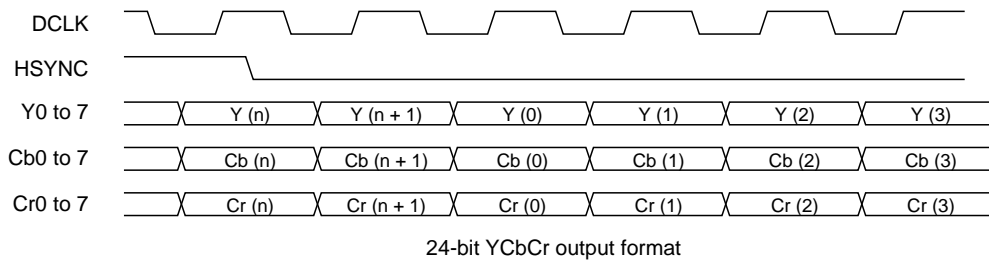 DCLK
HSYNC
Y0 to 7 Y (n) Y (n + 1) Y (0) Y (1) Y (2) Y (3)
Cb0 to 7 Cb (n) Cb (n + 1) Cb (0) Cb (1) Cb (2) Cb (3)
Cr0 to 7 Cr (n) Cr (n + 1) Cr (0) Cr (1) Cr (2) Cr (3)
24-bit YCbCr output format